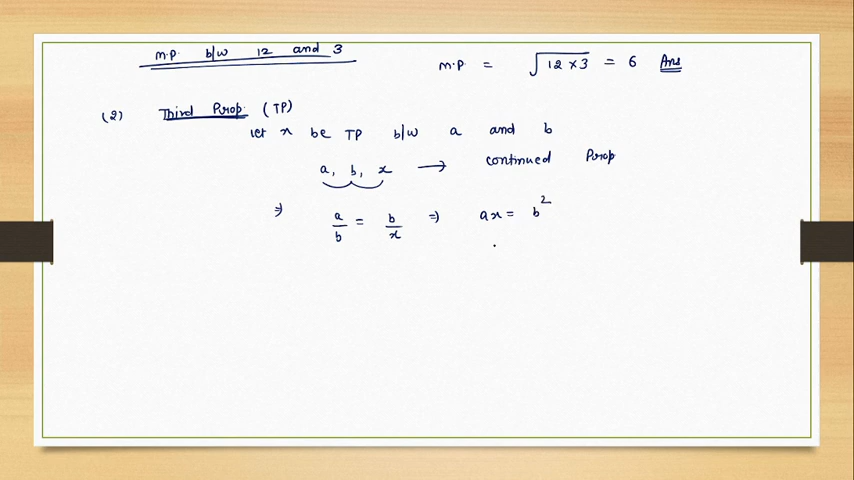 m.p. b/w 12 and 3
m.p = √12 × 3 = 6 Ans
(2) Third Prop. (TP)
let x be TP b/w a and b
a, b, x → continued Prop
⇒ a/b = b/x ⇒ ax = b²